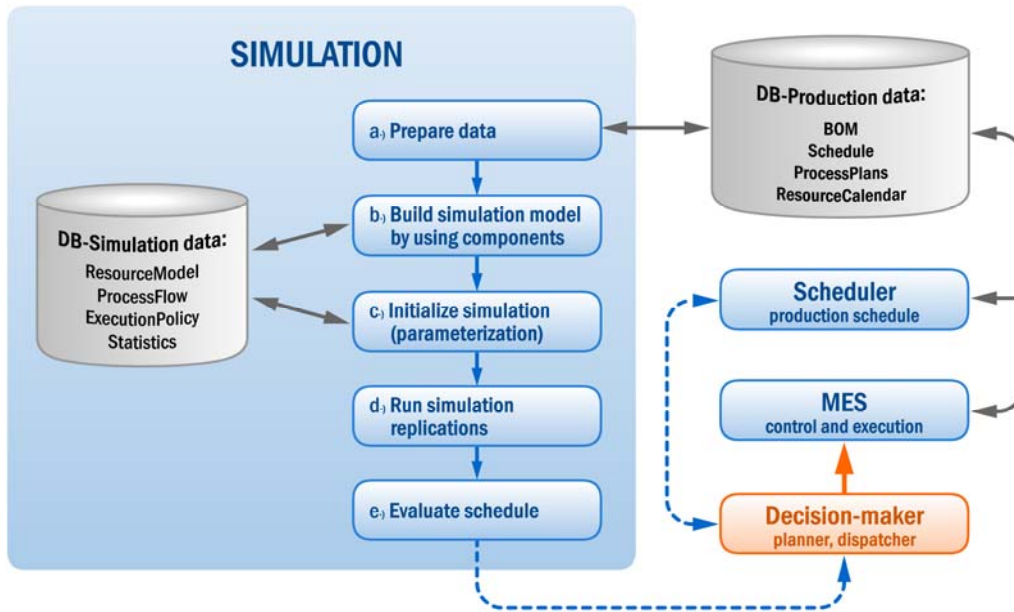 SIMULATION
a.) Prepare data
b.) Build simulation model
by using components
c.) Initialize simulation
(parameterization)
d.) Run simulation
replications
e.) Evaluate schedule
DB-Simulation data:
ResourceModel
ProcessFlow
ExecutionPolicy
Statistics
DB-Production data:
BOM
Schedule
ProcessPlans
ResourceCalendar
Scheduler
production schedule
MES
control and execution
Decision-maker
planner, dispatcher